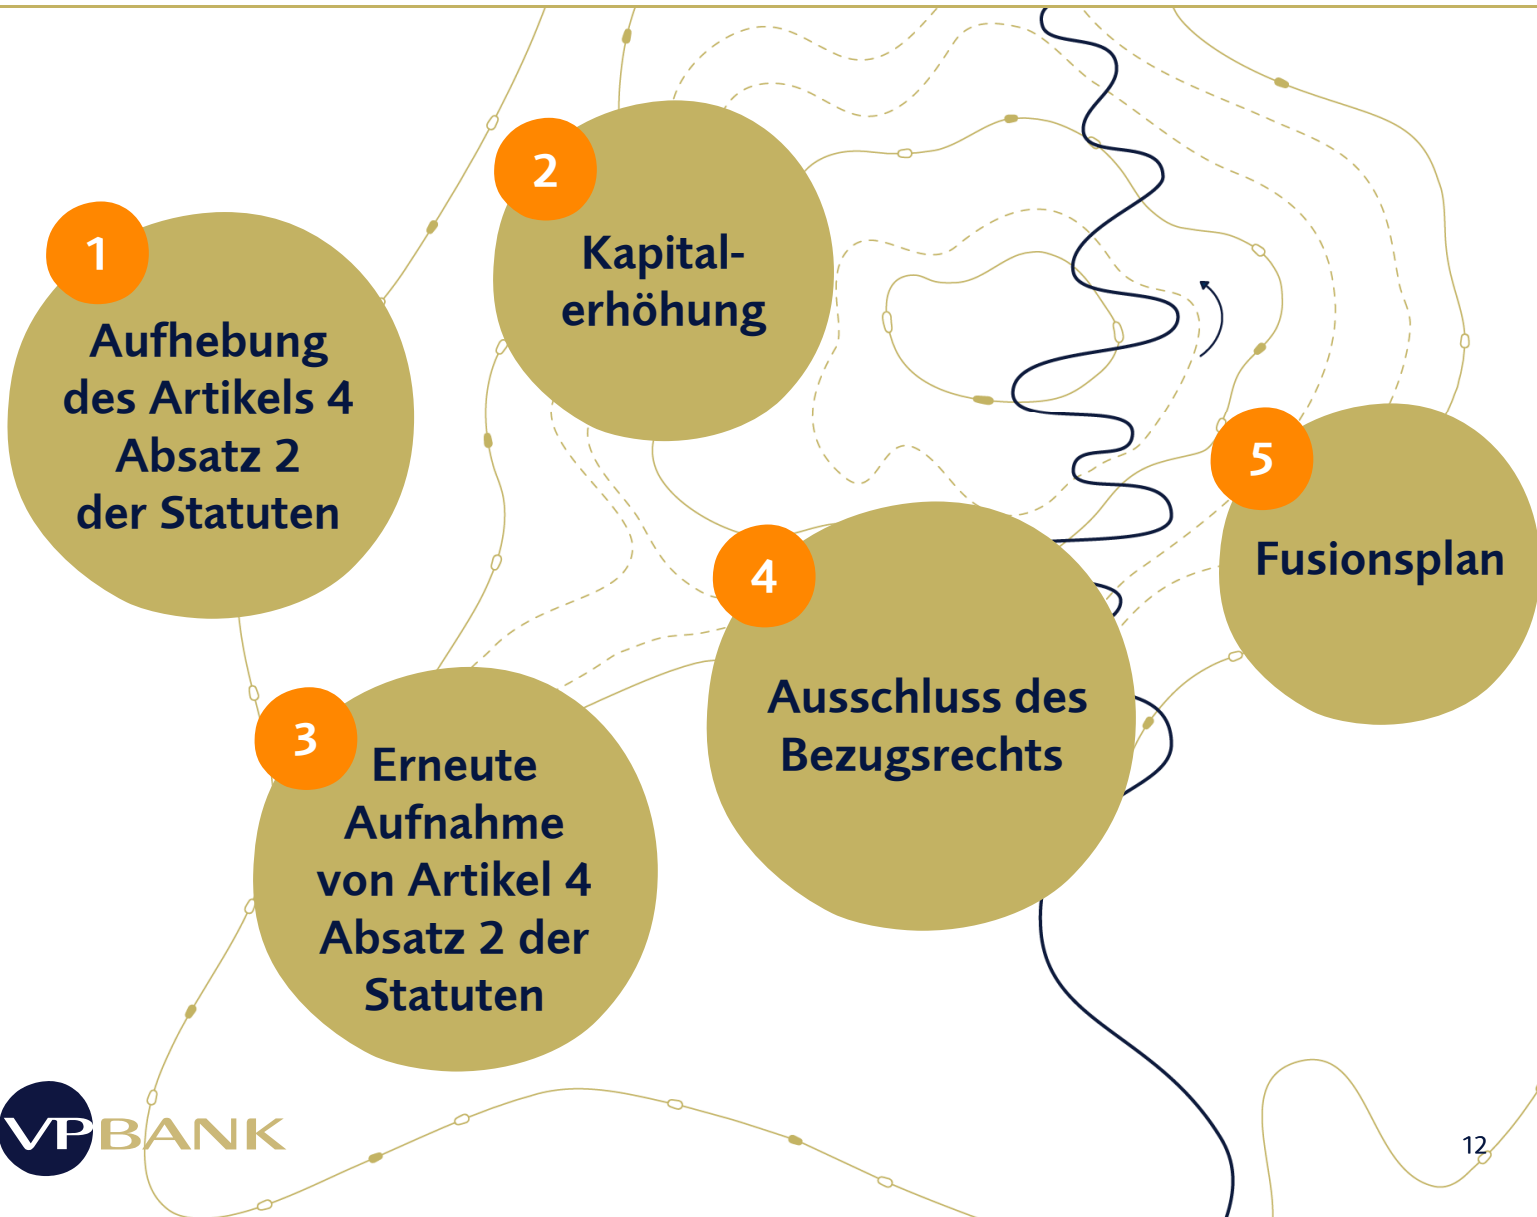 1
Aufhebung
des Artikels 4
Absatz 2
der Statuten
2
Kapital-
erhöhung
3
Erneute
Aufnahme
von Artikel 4
Absatz 2 der
Statuten
4
Ausschluss des
Bezugsrechts
5
Fusionsplan
VPBANK
12